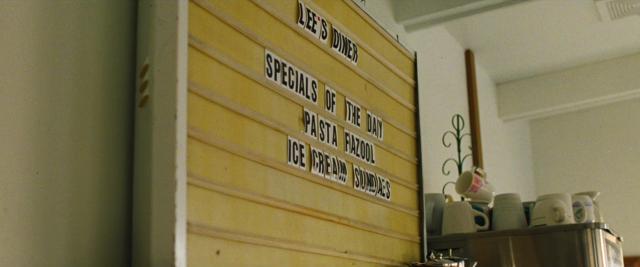 LEE'S DINER
SPECIALS OF THE DAY
PASTA FAZOOL
ICE CREAM SUNDAES